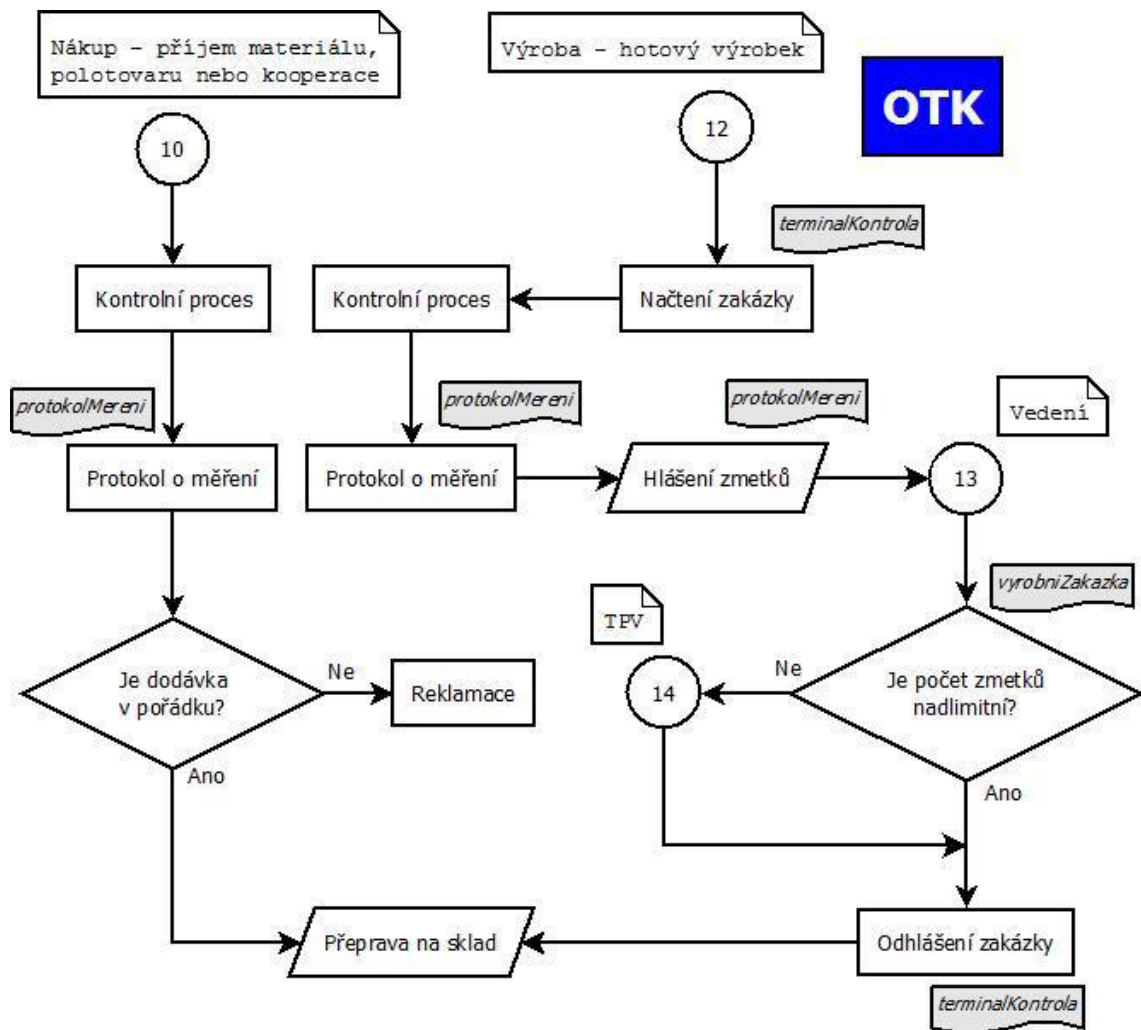 Nákup – příjem materiálu,
polotovaru nebo kooperace
Výroba – hotový výrobek
OTK
10
12
terminalKontrola
Kontrolní proces
Kontrolní proces
Načtení zakázky
protokolMereni
protokolMereni
protokolMereni
Vedení
Protokol o měření
Protokol o měření
Hlášení zmetků
13
vyrobniZakazka
TPV
Je dodávka
v pořádku?
Ne
Reklamace
14
Ne
Je počet zmetků
nadlimitní?
Ano
Ano
Přeprava na sklad
Odhlášení zakázky
terminalKontrola